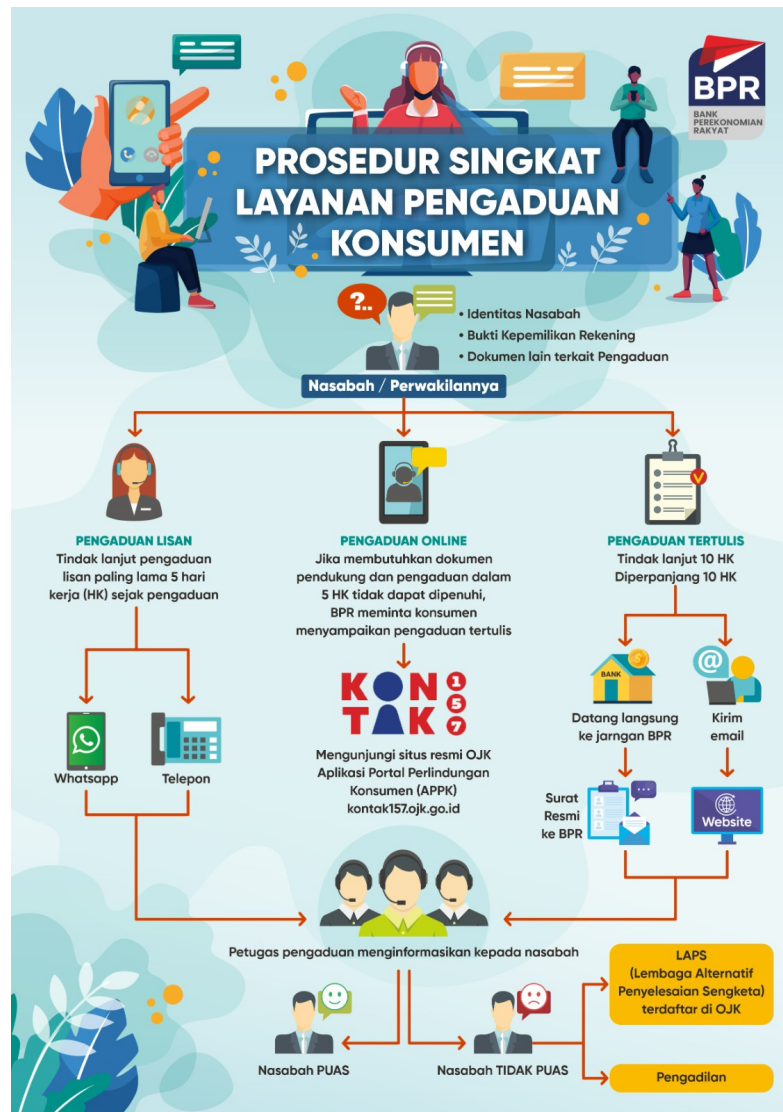 BPR
BANK
PEREKONOMIAN
RAKYAT
PROSEDUR SINGKAT
LAYANAN PENGADUAN
KONSUMEN
?..
• Identitas Nasabah
• Bukti Kepemilikan Rekening
• Dokumen lain terkait Pengaduan
Nasabah / Perwakilannya
PENGADUAN LISAN
Tindak lanjut pengaduan
lisan paling lama 5 hari
kerja (HK) sejak pengaduan
Whatsapp
Telepon
PENGADUAN ONLINE
Jika membutuhkan dokumen
pendukung dan pengaduan dalam
5 HK tidak dapat dipenuhi,
BPR meminta konsumen
menyampaikan pengaduan tertulis
KONTAK 157
Mengunjungi situs resmi OJK
Aplikasi Portal Perlindungan
Konsumen (APPK)
kontak157.ojk.go.id
PENGADUAN TERTULIS
Tindak lanjut 10 HK
Diperpanjang 10 HK
$
BANK
@
Datang langsung
ke jarngan BPR
Kirim
email
Surat
Resmi
ke BPR
Website
Petugas pengaduan menginformasikan kepada nasabah
Nasabah PUAS
Nasabah TIDAK PUAS
LAPS
(Lembaga Alternatif
Penyelesaian Sengketa)
terdaftar di OJK
Pengadilan